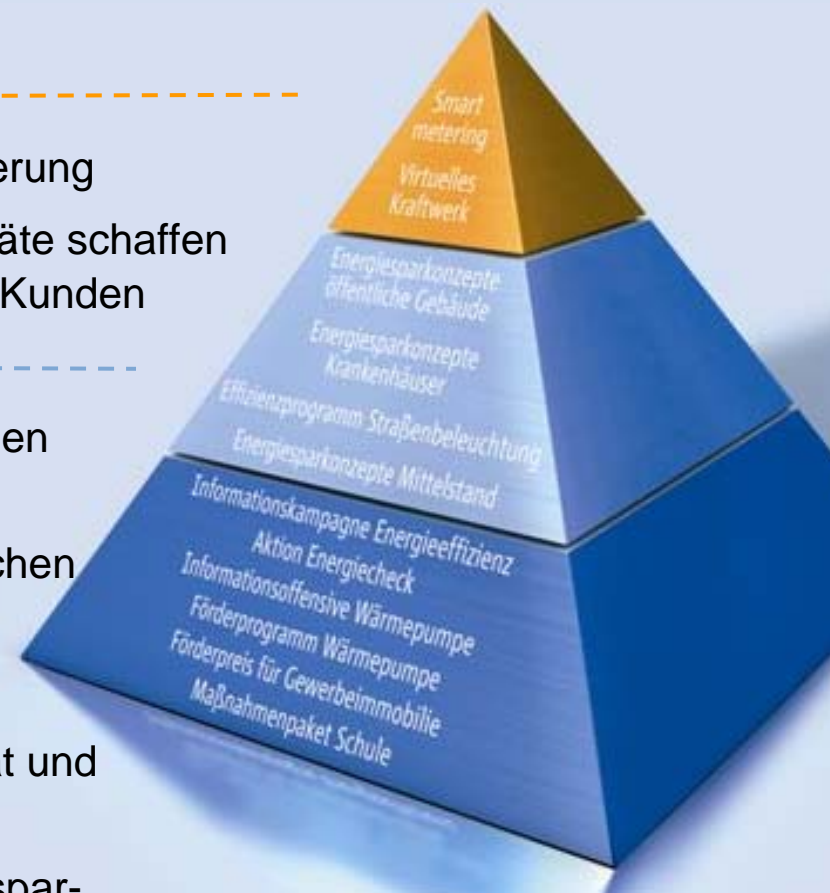 erung
äte schaffen
Kunden
en
chen
t und
spar-
Smart
metering
Virtuelles
Kraftwerk
Energiesparkonzepte
öffentliche Gebäude
Energiesparkonzepte
Krankenhäuser
Effizienzprogramm Straßenbeleuchtung
Energiesparkonzepte Mittelstand
Informationskampagne Energieeffizienz
Aktion Energiecheck
Informationsoffensive Wärmepumpe
Förderprogramm Wärmepumpe
Förderpreis für Gewerbeimmobilie
Maßnahmenpaket Schule